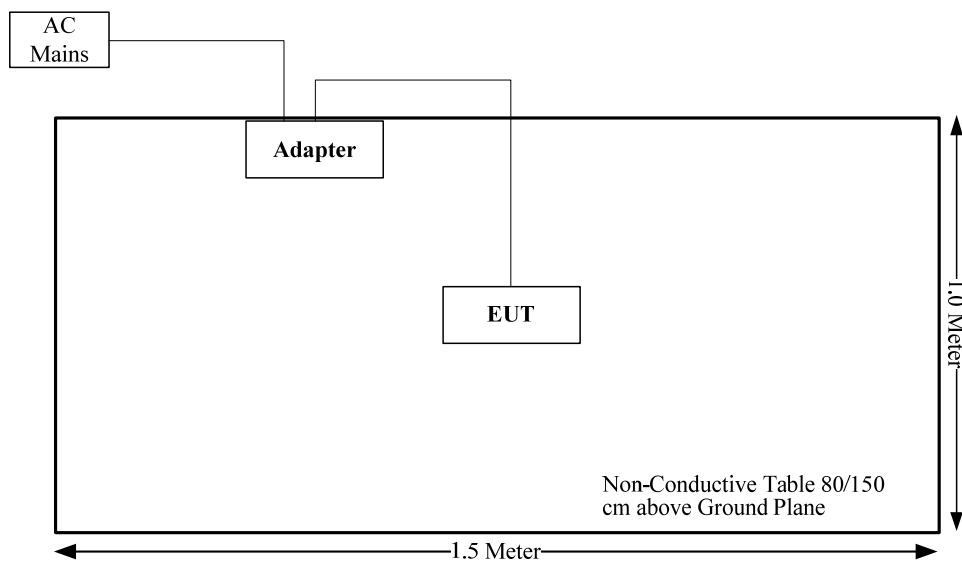 AC
Mains
Adapter
EUT
1.0 Meter
Non-Conductive Table 80/150
cm above Ground Plane
1.5 Meter